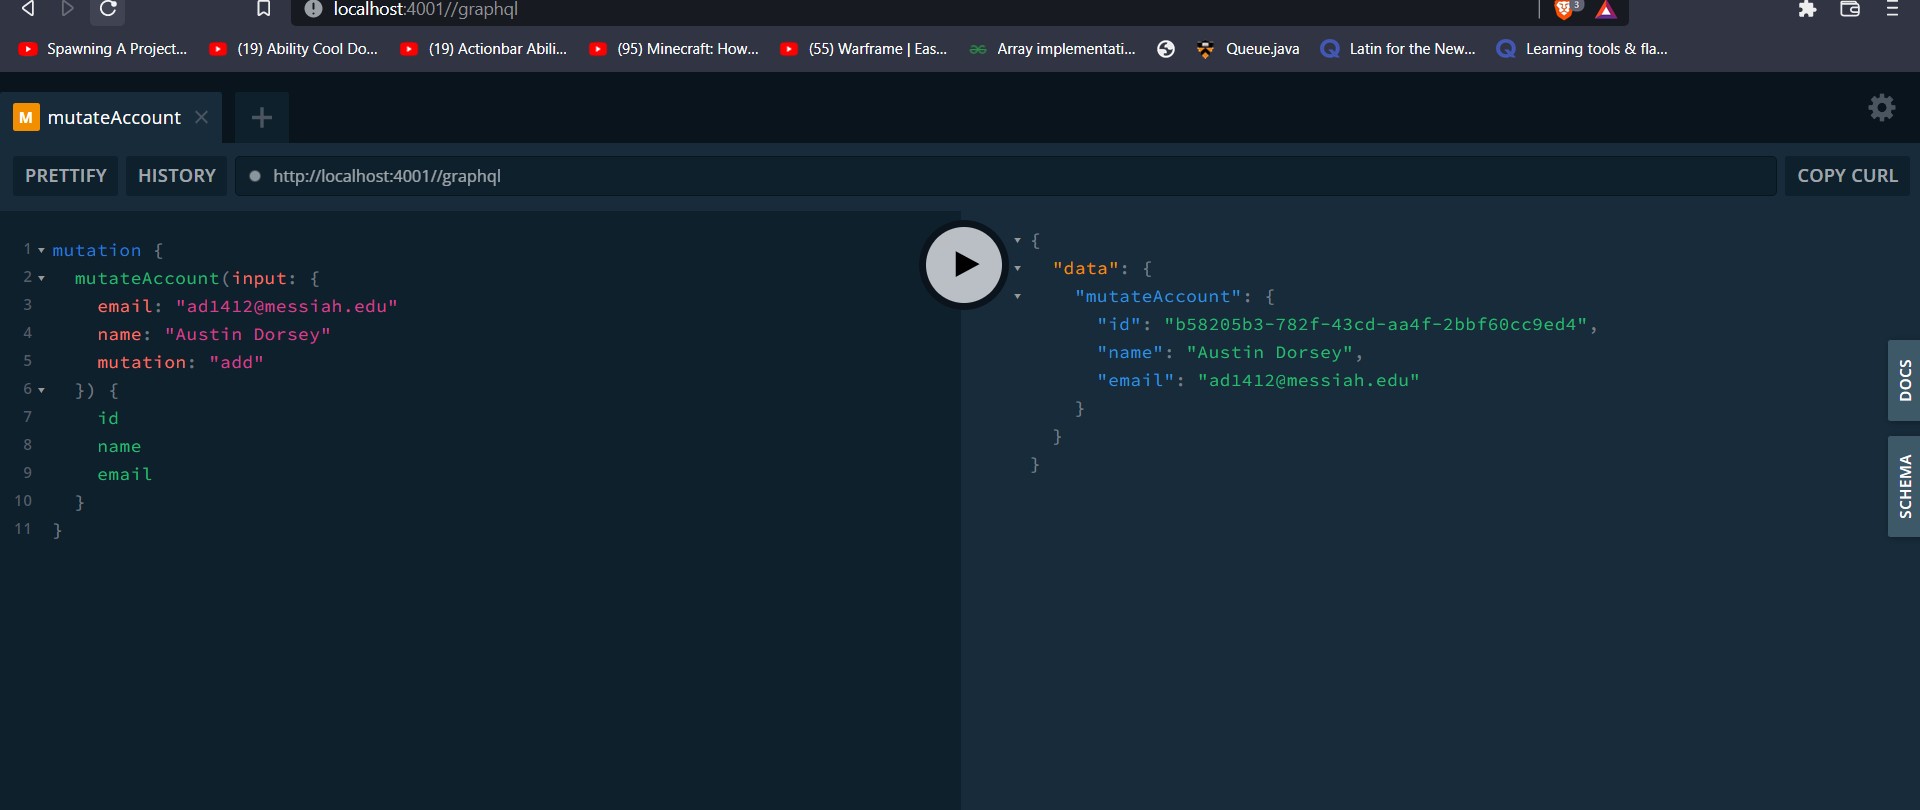 localhost:4001//graphql 3
Spawning A Project... (19) Ability Cool Do... (19) Actionbar Abili... (95) Minecraft: How... (55) Warframe | Eas... Array implementati... Queue.java Latin for the New... Learning tools & fla...
M mutateAccount
PRETTIFY HISTORY http://localhost:4001//graphql COPY CURL
1 mutation {
2 mutateAccount(input: {
3 email: "ad1412@messiah.edu"
4 name: "Austin Dorsey"
5 mutation: "add"
6 }) {
7 id
8 name
9 email
10 }
11 }
{
"data": {
"mutateAccount": {
"id": "b58205b3-782f-43cd-aa4f-2bbf60cc9ed4",
"name": "Austin Dorsey",
"email": "ad1412@messiah.edu"
}
}
}
DOCS
SCHEMA